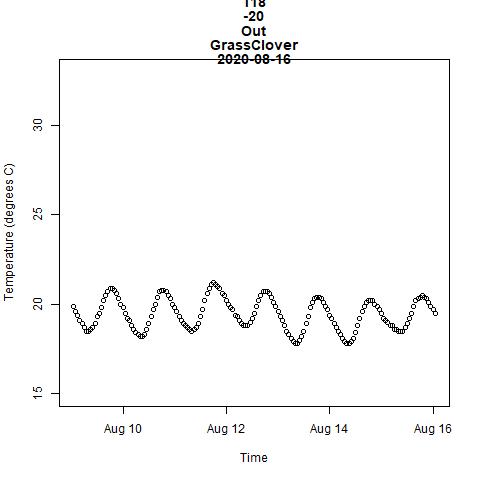 T18
-20
Out
GrassClover
2020-08-16
Temperature (degrees C)
30
25
20
15
Aug 10
Aug 12
Aug 14
Aug 16
Time